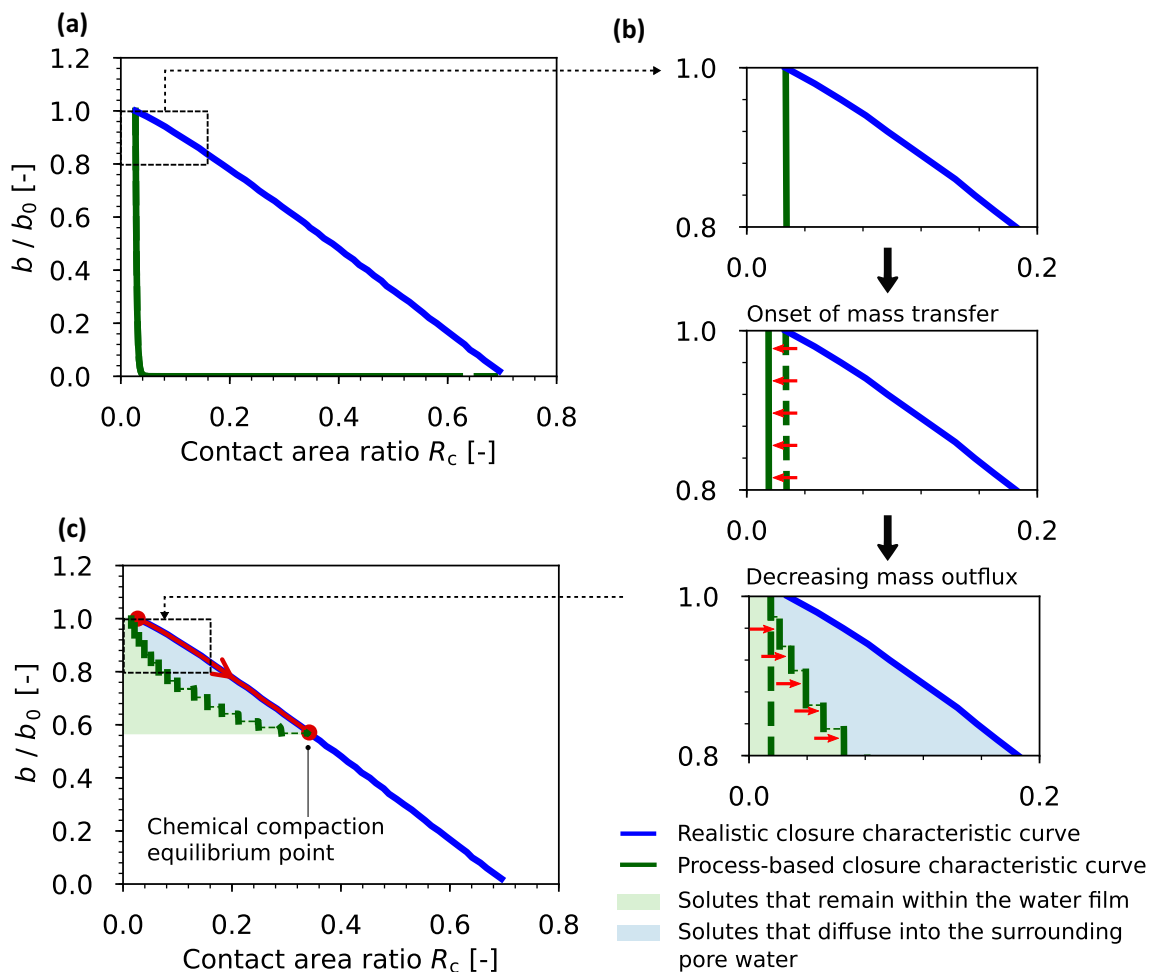 (a)
1.2
1.0
0.8
0.6
0.4
0.2
0.0
b / b0 [-]
0.0 0.2 0.4 0.6 0.8
Contact area ratio Rc [-]
(b)
1.0
0.8
0.0 0.2
Onset of mass transfer
1.0
0.8
0.0 0.2
Decreasing mass outflux
1.0
0.8
0.0 0.2
(c)
1.2
1.0
0.8
0.6
0.4
0.2
0.0
b / b0 [-]
Chemical compaction
equilibrium point
0.0 0.2 0.4 0.6 0.8
Contact area ratio Rc [-]
Realistic closure characteristic curve
Process-based closure characteristic curve
Solutes that remain within the water film
Solutes that diffuse into the surrounding
pore water